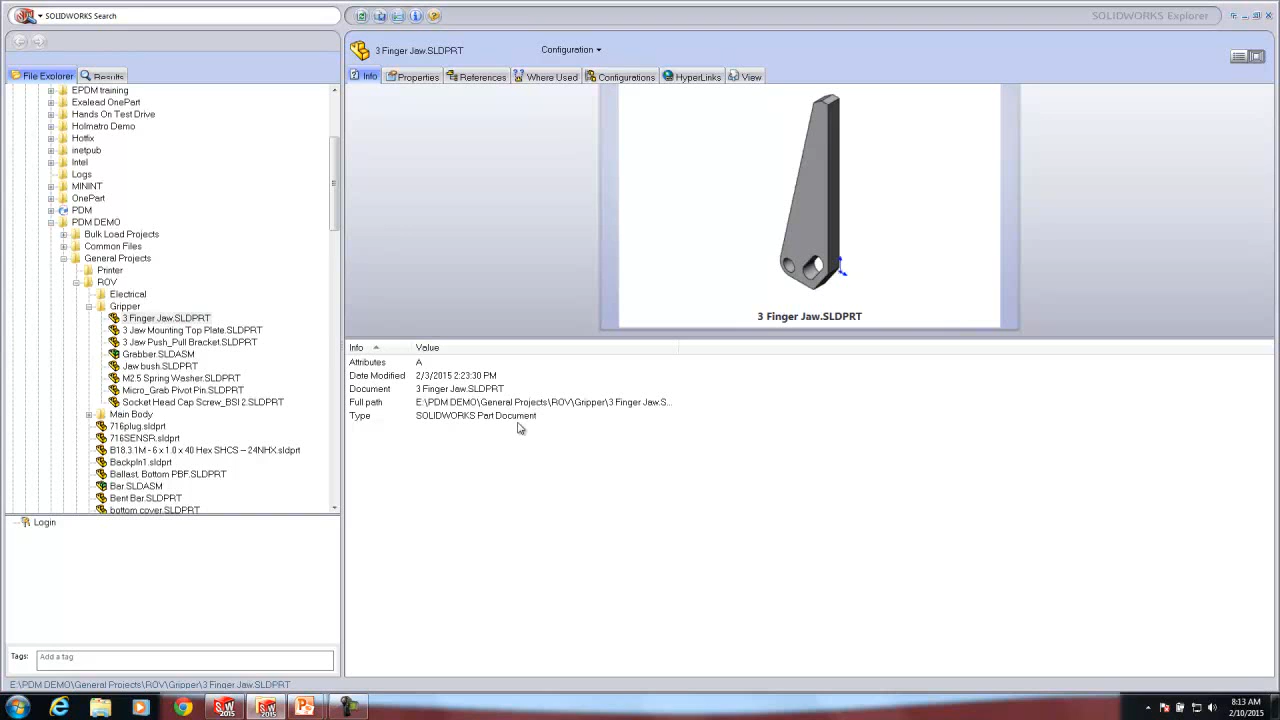 SOLIDWORKS Search
SOLIDWORKS Explorer
3 Finger Jaw.SLDPRT
Configuration
File Explorer
Results
Info
Properties
References
Where Used
Configurations
HyperLinks
View
EPDM training
Exalead OnePart
Hands On Test Drive
Holmatro Demo
Hotfix
inetpub
Intel
Logs
MININT
OnePart
PDM
PDM DEMO
Bulk Load Projects
Common Files
General Projects
Printer
ROV
Electrical
Gripper
3 Finger Jaw.SLDPRT
3 Jaw Mounting Top Plate.SLDPRT
3 Jaw Push_Pull Bracket.SLDPRT
Grabber.SLDASM
Jaw bush.SLDPRT
M2.5 Spring Washer.SLDPRT
Micro_Grab Pivot Pin.SLDPRT
Socket Head Cap Screw_BSI 2.SLDPRT
Main Body
716plug.sldprt
716SENSR.sldprt
B18.3.1M - 6 x 1.0 x 40 Hex SHCS -- 24NHX.sldprt
Backpln1.sldprt
Ballast, Bottom PBF.SLDPRT
Bar.SLDASM
Bent Bar.SLDPRT
bottom cover.SLDPRT
3 Finger Jaw.SLDPRT
Info Value
Attributes A
Date Modified 2/3/2015 2:23:30 PM
Document 3 Finger Jaw.SLDPRT
Full path E:\PDM DEMO\General Projects\ROV\Gripper\3 Finger Jaw.S...
Type SOLIDWORKS Part Document
Login
Tags: Add a tag
E:\PDM DEMO\General Projects\ROV\Gripper\3 Finger Jaw.SLDPRT
SW 2015
SW 2015
8:13 AM
2/10/2015